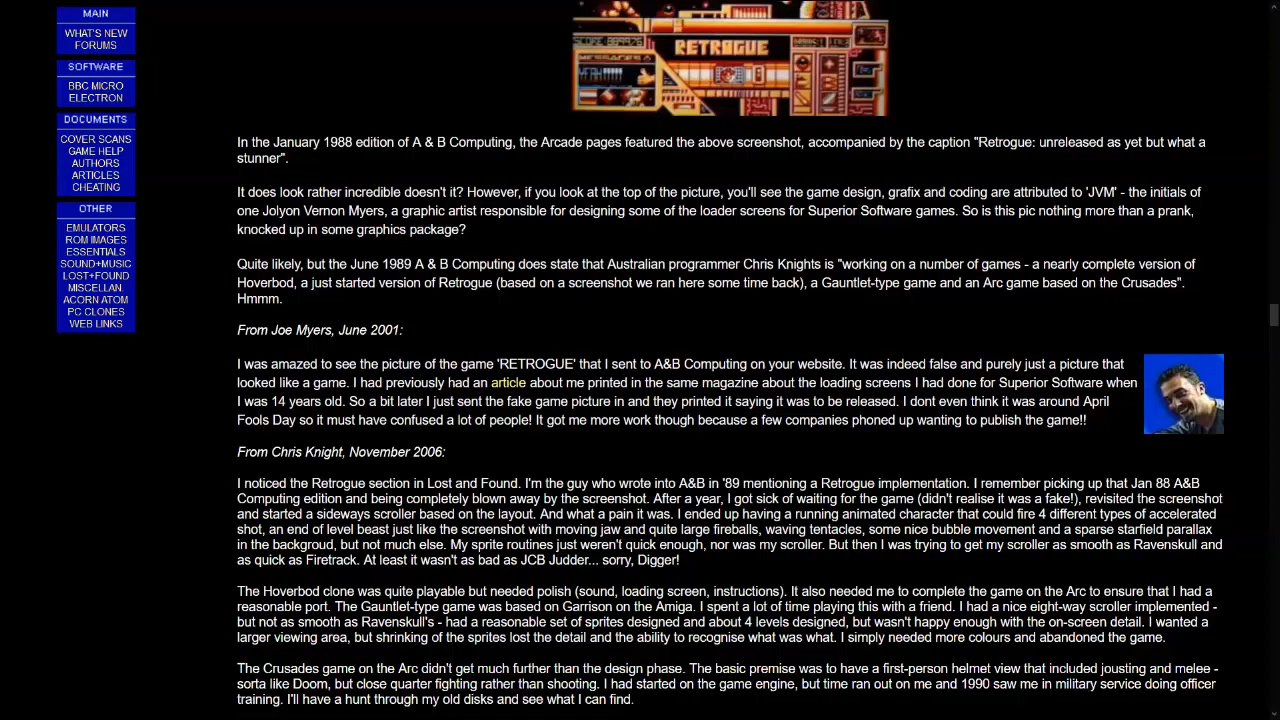 MAIN
WHAT'S NEW
FORUMS
SOFTWARE
BBC MICRO
ELECTRON
DOCUMENTS
COVER SCANS
GAME HELP
AUTHORS
ARTICLES
CHEATING
OTHER
EMULATORS
ROM IMAGES
ESSENTIALS
SOUND+MUSIC
LOST+FOUND
MISCELLAN.
ACORN ATOM
PC CLONES
WEB LINKS
RETROGUE
MESSAGES
YEAH!!!!
In the January 1988 edition of A & B Computing, the Arcade pages featured the above screenshot, accompanied by the caption "Retrogue: unreleased as yet but what a
stunner".
It does look rather incredible doesn't it? However, if you look at the top of the picture, you'll see the game design, grafix and coding are attributed to 'JVM' - the initials of
one Jolyon Vernon Myers, a graphic artist responsible for designing some of the loader screens for Superior Software games. So is this pic nothing more than a prank,
knocked up in some graphics package?
Quite likely, but the June 1989 A & B Computing does state that Australian programmer Chris Knights is "working on a number of games - a nearly complete version of
Hoverbod, a just started version of Retrogue (based on a screenshot we ran here some time back), a Gauntlet-type game and an Arc game based on the Crusades".
Hmmm.
From Joe Myers, June 2001:
I was amazed to see the picture of the game 'RETROGUE' that I sent to A&B Computing on your website. It was indeed false and purely just a picture that
looked like a game. I had previously had an article about me printed in the same magazine about the loading screens I had done for Superior Software when
I was 14 years old. So a bit later I just sent the fake game picture in and they printed it saying it was to be released. I dont even think it was around April
Fools Day so it must have confused a lot of people! It got me more work though because a few companies phoned up wanting to publish the game!!
From Chris Knight, November 2006:
I noticed the Retrogue section in Lost and Found. I'm the guy who wrote into A&B in '89 mentioning a Retrogue implementation. I remember picking up that Jan 88 A&B
Computing edition and being completely blown away by the screenshot. After a year, I got sick of waiting for the game (didn't realise it was a fake!), revisited the screenshot
and started a sideways scroller based on the layout. And what a pain it was. I ended up having a running animated character that could fire 4 different types of accelerated
shot, an end of level beast just like the screenshot with moving jaw and quite large fireballs, waving tentacles, some nice bubble movement and a sparse starfield parallax
in the backgroud, but not much else. My sprite routines just weren't quick enough, nor was my scroller. But then I was trying to get my scroller as smooth as Ravenskull and
as quick as Firetrack. At least it wasn't as bad as JCB Judder... sorry, Digger!
The Hoverbod clone was quite playable but needed polish (sound, loading screen, instructions). It also needed me to complete the game on the Arc to ensure that I had a
reasonable port. The Gauntlet-type game was based on Garrison on the Amiga. I spent a lot of time playing this with a friend. I had a nice eight-way scroller implemented -
but not as smooth as Ravenskull's - had a reasonable set of sprites designed and about 4 levels designed, but wasn't happy enough with the on-screen detail. I wanted a
larger viewing area, but shrinking of the sprites lost the detail and the ability to recognise what was what. I simply needed more colours and abandoned the game.
The Crusades game on the Arc didn't get much further than the design phase. The basic premise was to have a first-person helmet view that included jousting and melee -
sorta like Doom, but close quarter fighting rather than shooting. I had started on the game engine, but time ran out on me and 1990 saw me in military service doing officer
training. I'll have a hunt through my old disks and see what I can find.